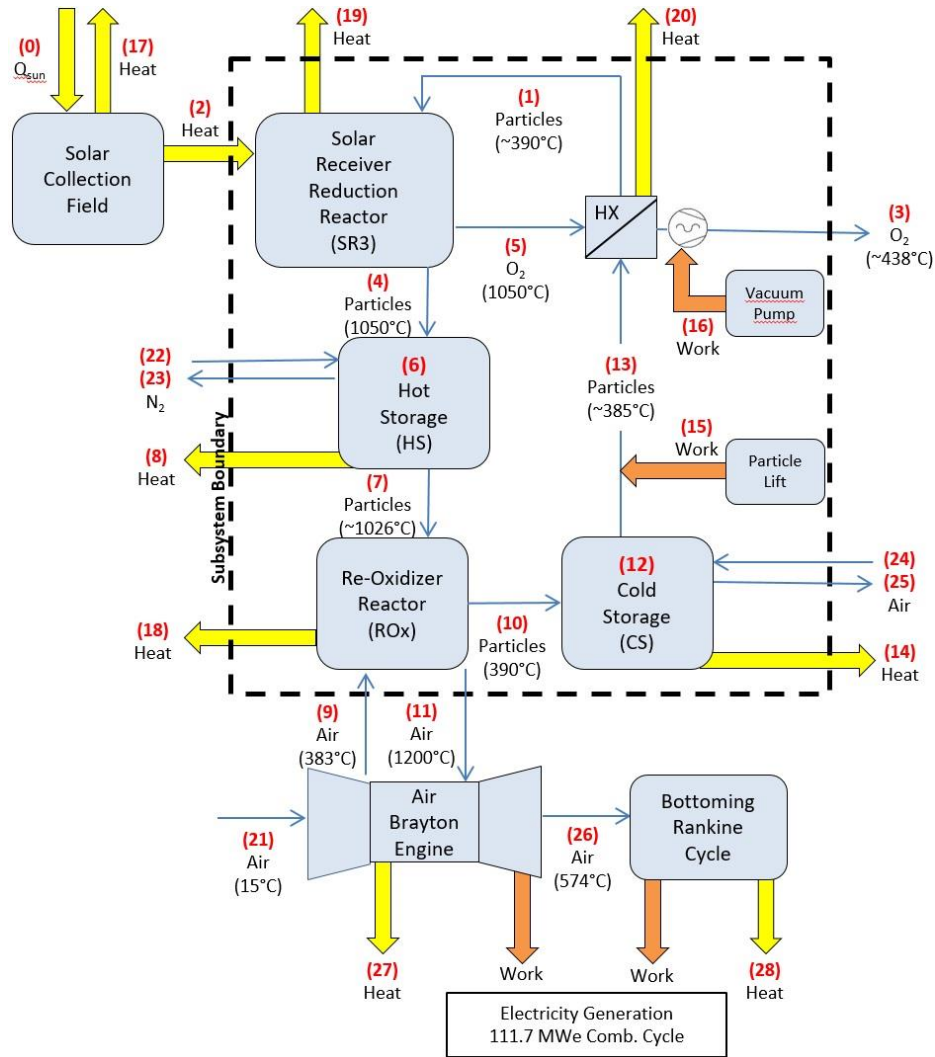 (0)
Qsun
(17)
Heat
(19)
Heat
(20)
Heat
Solar
Collection
Field
(2)
Heat
Solar
Receiver
Reduction
Reactor
(SR3)
(1)
Particles
(~390°C)
HX
(5)
O2
(1050°C)
(3)
O2
(~438°C)
Vacuum
Pump
(16)
Work
(4)
Particles
(1050°C)
(22)
(23)
N2
(6)
Hot
Storage
(HS)
(13)
Particles
(~385°C)
(15)
Work
Particle
Lift
(8)
Heat
Subsystem Boundary
(7)
Particles
(~1026°C)
Re-Oxidizer
Reactor
(ROx)
(12)
Cold
Storage
(CS)
(24)
(25)
Air
(18)
Heat
(10)
Particles
(390°C)
(14)
Heat
(9)
Air
(383°C)
(11)
Air
(1200°C)
(21)
Air
(15°C)
Air
Brayton
Engine
(26)
Air
(574°C)
Bottoming
Rankine
Cycle
(27)
Heat
Work
Work
(28)
Heat
Electricity Generation
111.7 MWe Comb. Cycle